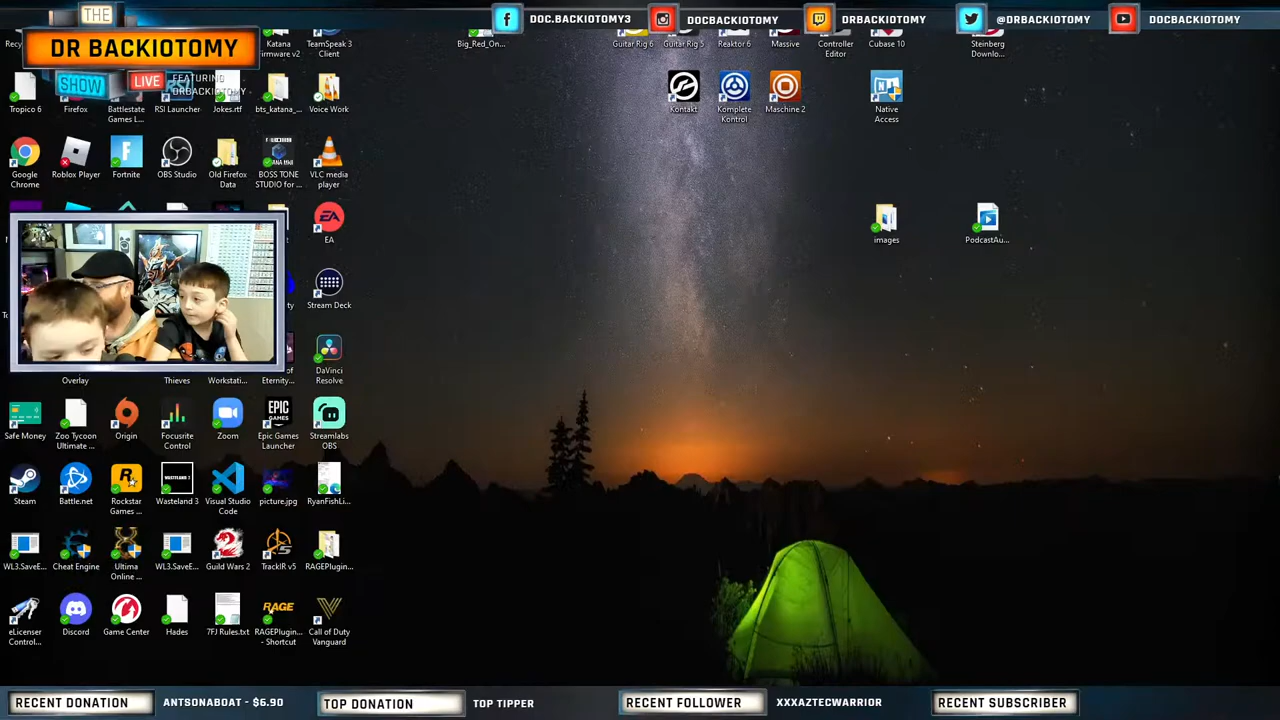 THE
DR BACKIOTOMY
SHOW
LIVE
FEATURING
DRBACKIOTOMY
DOC.BACKIOTOMY3
DOCBACKIOTOMY
DRBACKIOTOMY
@DRBACKIOTOMY
DOCBACKIOTOMY
Katana
firmware v2
TeamSpeak 3
Client
Big_Red_On...
Guitar Rig 6
Guitar Rig 5
Reaktor 6
Massive
Controller
Editor
Cubase 10
Steinberg
Downlo...
Tropico 6
Firefox
Battlestate
Games L...
RSI Launcher
Jokes.rtf
bts_katana_...
Voice Work
Kontakt
Komplete
Kontrol
Maschine 2
Native
Access
Google
Chrome
Roblox Player
Fortnite
OBS Studio
Old Firefox
Data
BOSS TONE
STUDIO for ...
VLC media
player
EA
images
PodcastAu...
Stream Deck
Overlay
Thieves
Workstati...
Eternity...
DaVinci
Resolve
Safe Money
Zoo Tycoon
Ultimate ...
Origin
Focusrite
Control
Zoom
EPIC
GAMES
Epic Games
Launcher
Streamlabs
OBS
Steam
Battle.net
Rockstar
Games ...
WASTELAND 3
Wasteland 3
Visual Studio
Code
picture.jpg
RyanFishLi...
WL3.SaveE...
Cheat Engine
Ultima
Online ...
WL3.SaveE...
Guild Wars 2
TrackIR v5
RAGEPlugin...
eLicenser
Control...
Discord
Game Center
Hades
7FJ Rules.txt
RAGE
RAGEPlugin...
- Shortcut
Call of Duty
Vanguard
RECENT DONATION
ANTSONABOAT - $6.90
TOP DONATION
TOP TIPPER
RECENT FOLLOWER
XXXAZTECWARRIOR
RECENT SUBSCRIBER